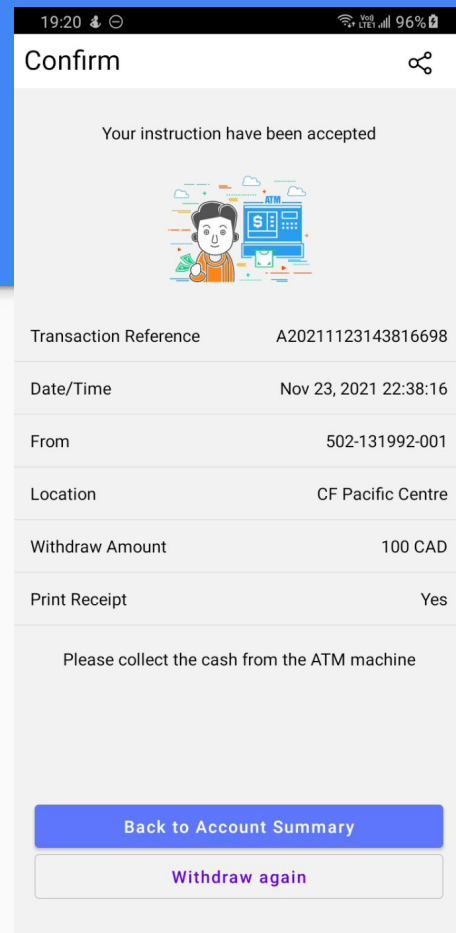 19:20 96%
Confirm
Your instruction have been accepted
ATM
$
Transaction Reference A20211123143816698
Date/Time Nov 23, 2021 22:38:16
From 502-131992-001
Location CF Pacific Centre
Withdraw Amount 100 CAD
Print Receipt Yes
Please collect the cash from the ATM machine
Back to Account Summary
Withdraw again